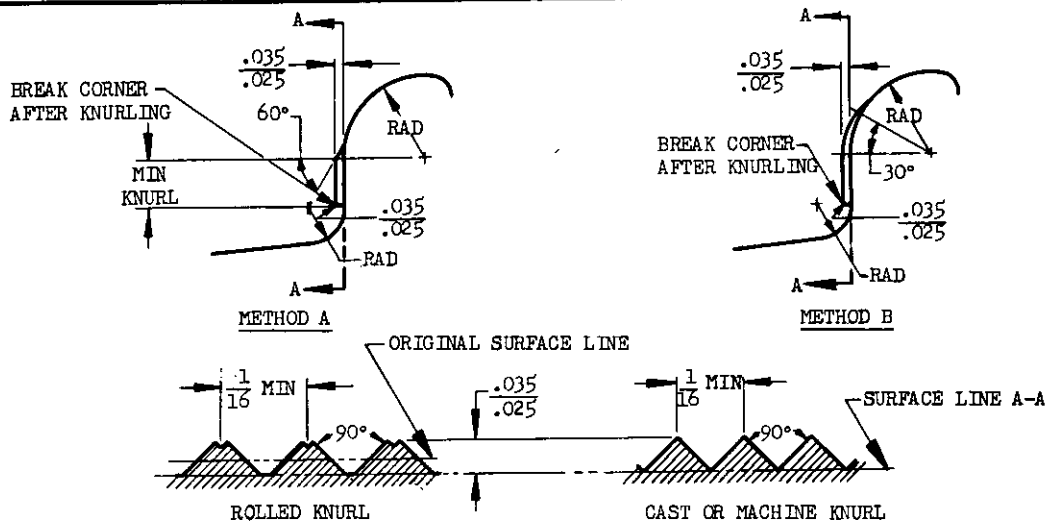 A
A
.035
.025
.035
.025
BREAK CORNER
AFTER KNURLING
60°
RAD
RAD
BREAK CORNER
AFTER KNURLING
30°
MIN
KNURL
.035
.025
.035
.025
RAD
RAD
A
A
METHOD A
METHOD B
ORIGINAL SURFACE LINE
1/16 MIN
.035
.025
1/16 MIN
SURFACE LINE A-A
90°
90°
ROLLED KNURL
CAST OR MACHINE KNURL